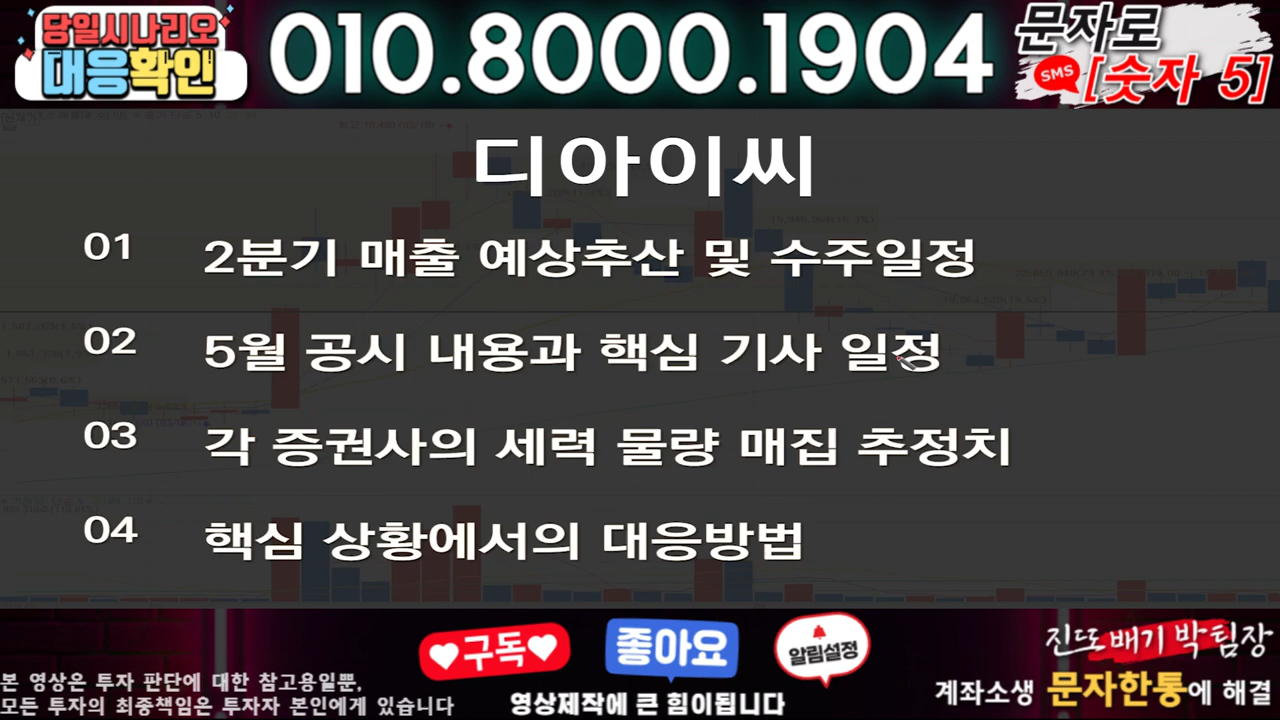 당일시나리오
대응확인
010.8000.1904
문자로
SMS
[숫자 5]
디아이씨
01 2분기 매출 예상추산 및 수주일정
02 5월 공시 내용과 핵심 기사 일정
03 각 증권사의 세력 물량 매집 추정치
04 핵심 상황에서의 대응방법
구독
좋아요
알림설정
영상제작에 큰 힘이됩니다
본 영상은 투자 판단에 대한 참고용일뿐,
모든 투자의 최종책임은 투자자 본인에게 있습니다
진또배기 박팀장
계좌소생 문자한통에 해결